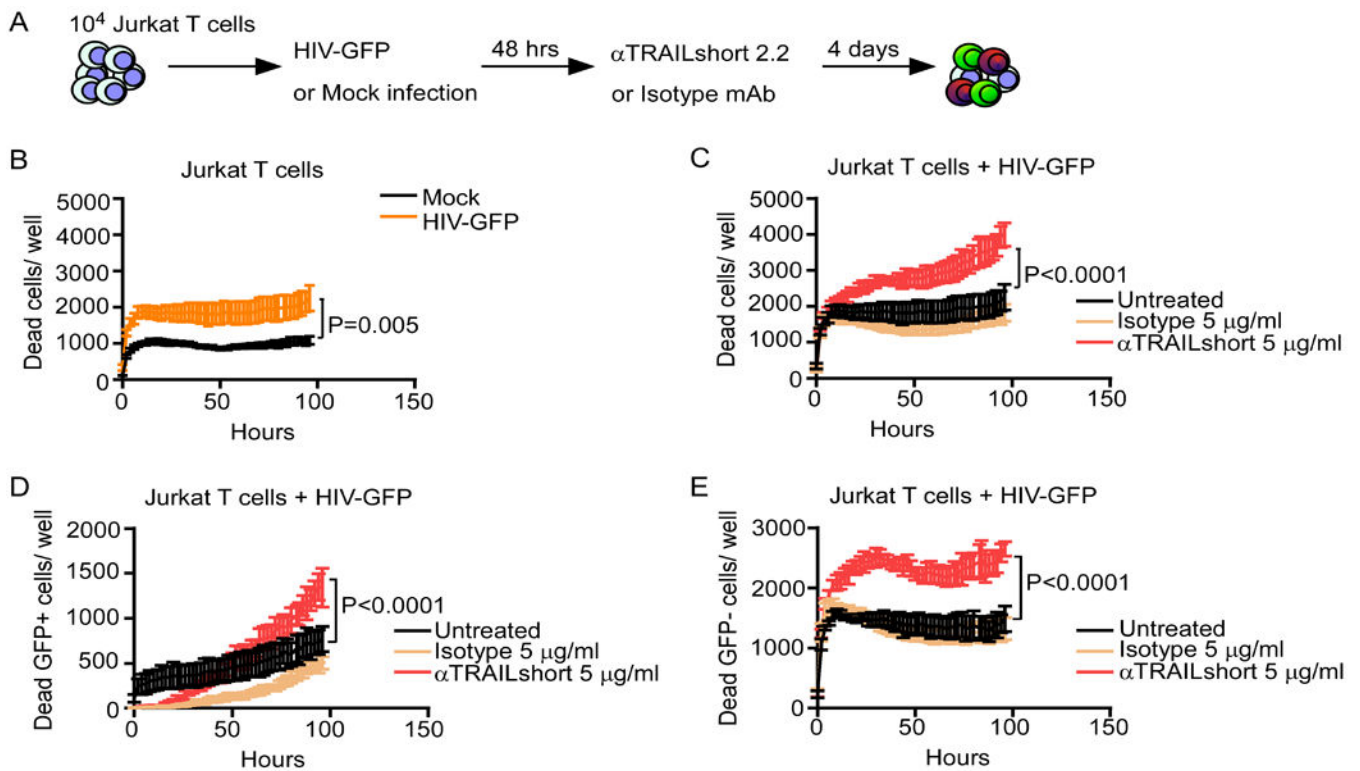 A
10⁴ Jurkat T cells
HIV-GFP
or Mock infection
48 hrs
αTRAILshort 2.2
or Isotype mAb
4 days
B
Jurkat T cells
Mock
HIV-GFP
Dead cells/ well
5000
4000
3000
2000
1000
0
P=0.005
0 50 100 150
Hours
C
Jurkat T cells + HIV-GFP
Dead cells/ well
5000
4000
3000
2000
1000
0
P<0.0001
Untreated
Isotype 5 µg/ml
αTRAILshort 5 µg/ml
0 50 100 150
Hours
D
Jurkat T cells + HIV-GFP
Dead GFP+ cells/ well
2000
1500
1000
500
0
P<0.0001
Untreated
Isotype 5 µg/ml
αTRAILshort 5 µg/ml
0 50 100 150
Hours
E
Jurkat T cells + HIV-GFP
Dead GFP- cells/ well
3000
2000
1000
0
P<0.0001
Untreated
Isotype 5 µg/ml
αTRAILshort 5 µg/ml
0 50 100 150
Hours